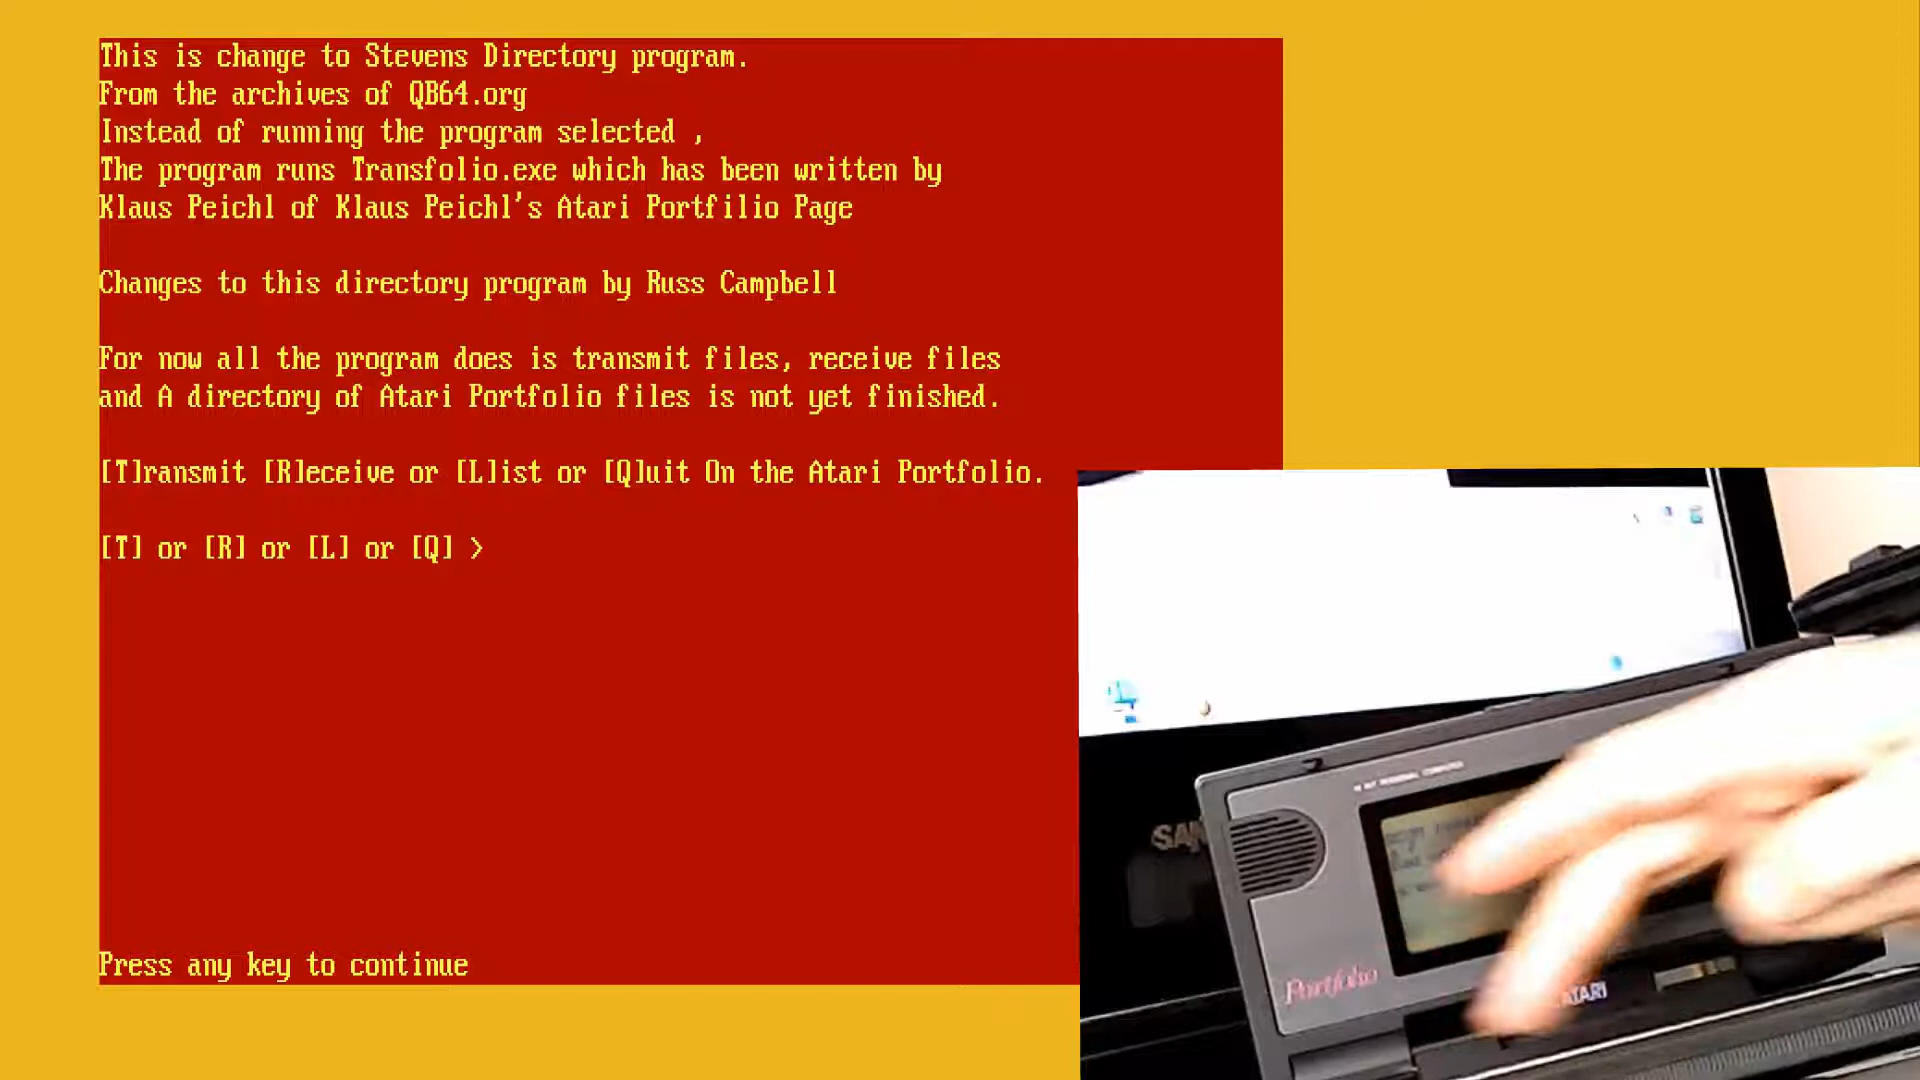 This is change to Stevens Directory program.
From the archives of QB64.org
Instead of running the program selected ,
The program runs Transfolio.exe which has been written by
Klaus Peichl of Klaus Peichl's Atari Portfilio Page
Changes to this directory program by Russ Campbell
For now all the program does is transmit files, receive files
and A directory of Atari Portfolio files is not yet finished.
[T]ransmit [R]eceive or [L]list or [Q]uit On the Atari Portfolio.
[T] or [R] or [L] or [Q] >
Press any key to continue
Portfolio
ATARI